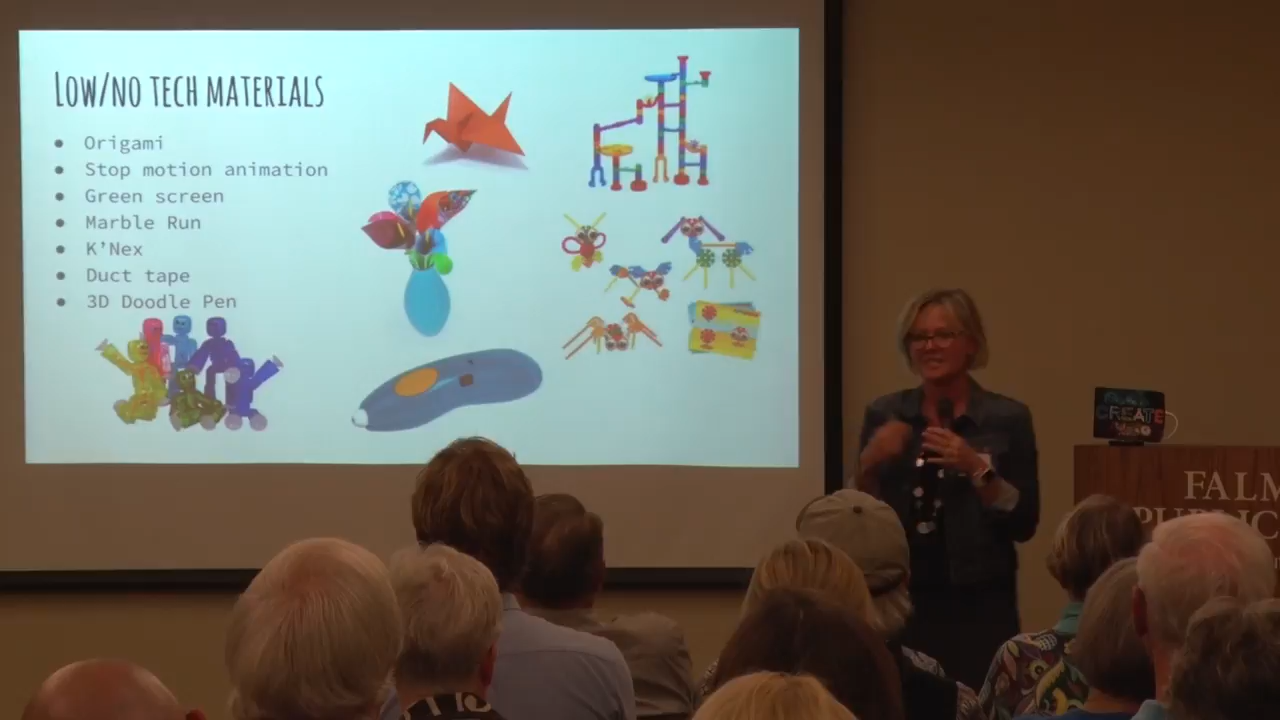 LOW/NO TECH MATERIALS
● Origami
● Stop motion animation
● Green screen
● Marble Run
● K'Nex
● Duct tape
● 3D Doodle Pen
CREATE
FALM
PUBLIC